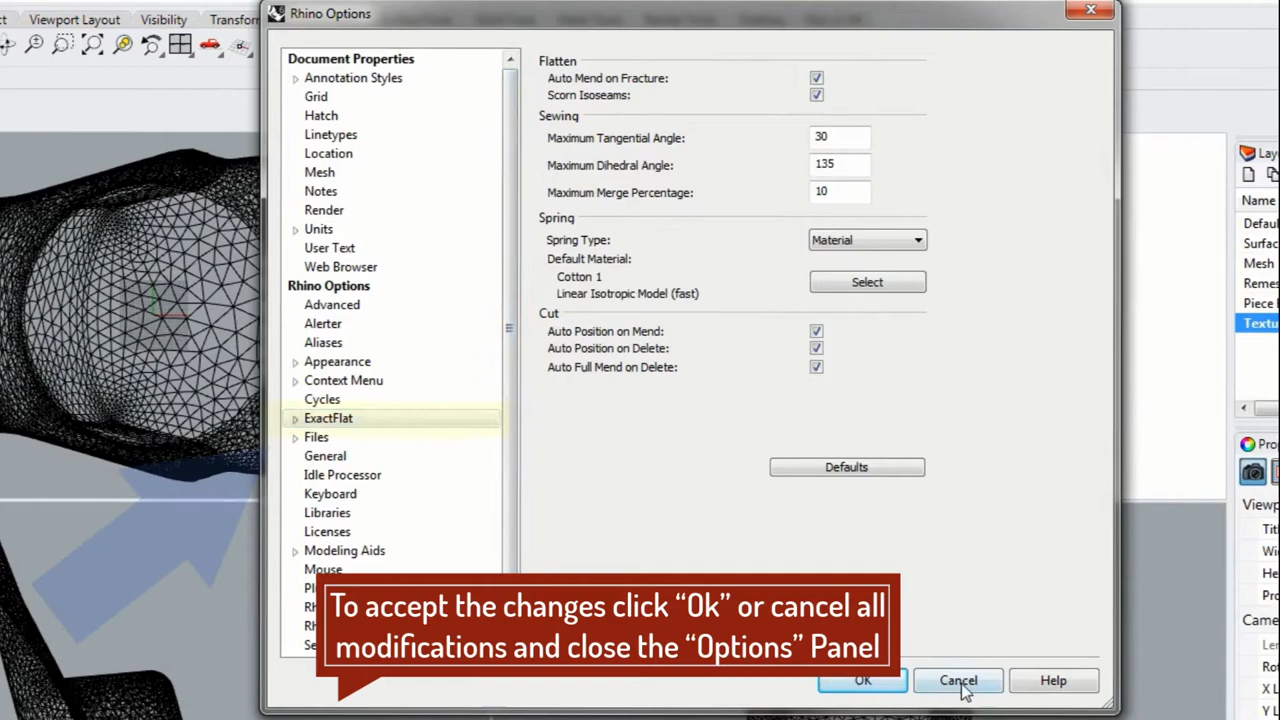 Rhino Options
Viewport Layout
Visibility
Transform
Document Properties
Annotation Styles
Grid
Hatch
Linetypes
Location
Mesh
Notes
Render
Units
User Text
Web Browser
Rhino Options
Advanced
Alerter
Aliases
Appearance
Context Menu
Cycles
ExactFlat
Files
General
Idle Processor
Keyboard
Libraries
Licenses
Modeling Aids
Mouse
Flatten
Auto Mend on Fracture:
Scorn Isoseams:
Sewing
Maximum Tangential Angle: 30
Maximum Dihedral Angle: 135
Maximum Merge Percentage: 10
Spring
Spring Type: Material
Default Material:
Cotton 1
Select
Linear Isotropic Model (fast)
Cut
Auto Position on Mend:
Auto Position on Delete:
Auto Full Mend on Delete:
Defaults
To accept the changes click “Ok” or cancel all
modifications and close the “Options” Panel
OK
Cancel
Help
Name
Mesh
Piece